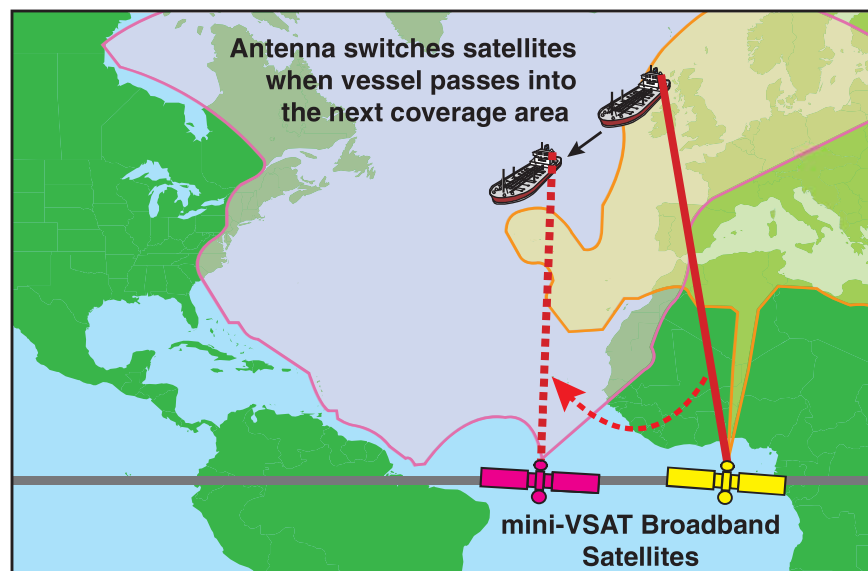 Antenna switches satellites
when vessel passes into
the next coverage area
mini-VSAT Broadband
Satellites